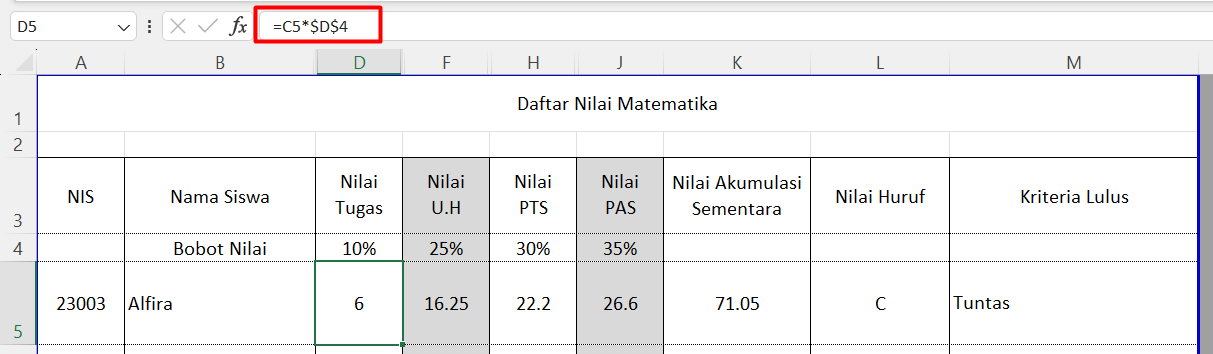 D5 fx =C5*$D$4
A B D F H J K L M
1 Daftar Nilai Matematika
2
3 NIS Nama Siswa Nilai Tugas Nilai U.H Nilai PTS Nilai PAS Nilai Akumulasi Sementara Nilai Huruf Kriteria Lulus
4 Bobot Nilai 10% 25% 30% 35%
5 23003 Alfira 6 16.25 22.2 26.6 71.05 C Tuntas